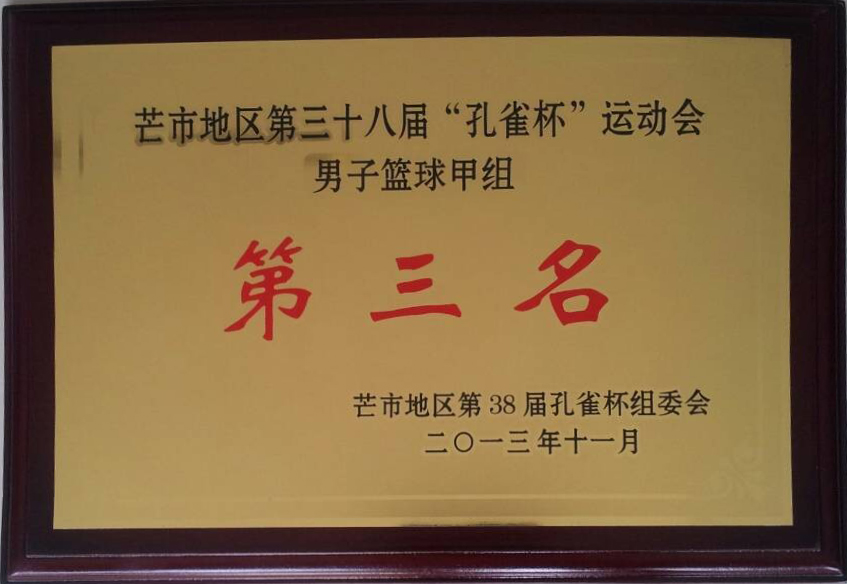 芒市地区第三十八届“孔雀杯”运动会
男子篮球甲组
第三名
芒市地区第38届孔雀杯组委会
二〇一三年十一月